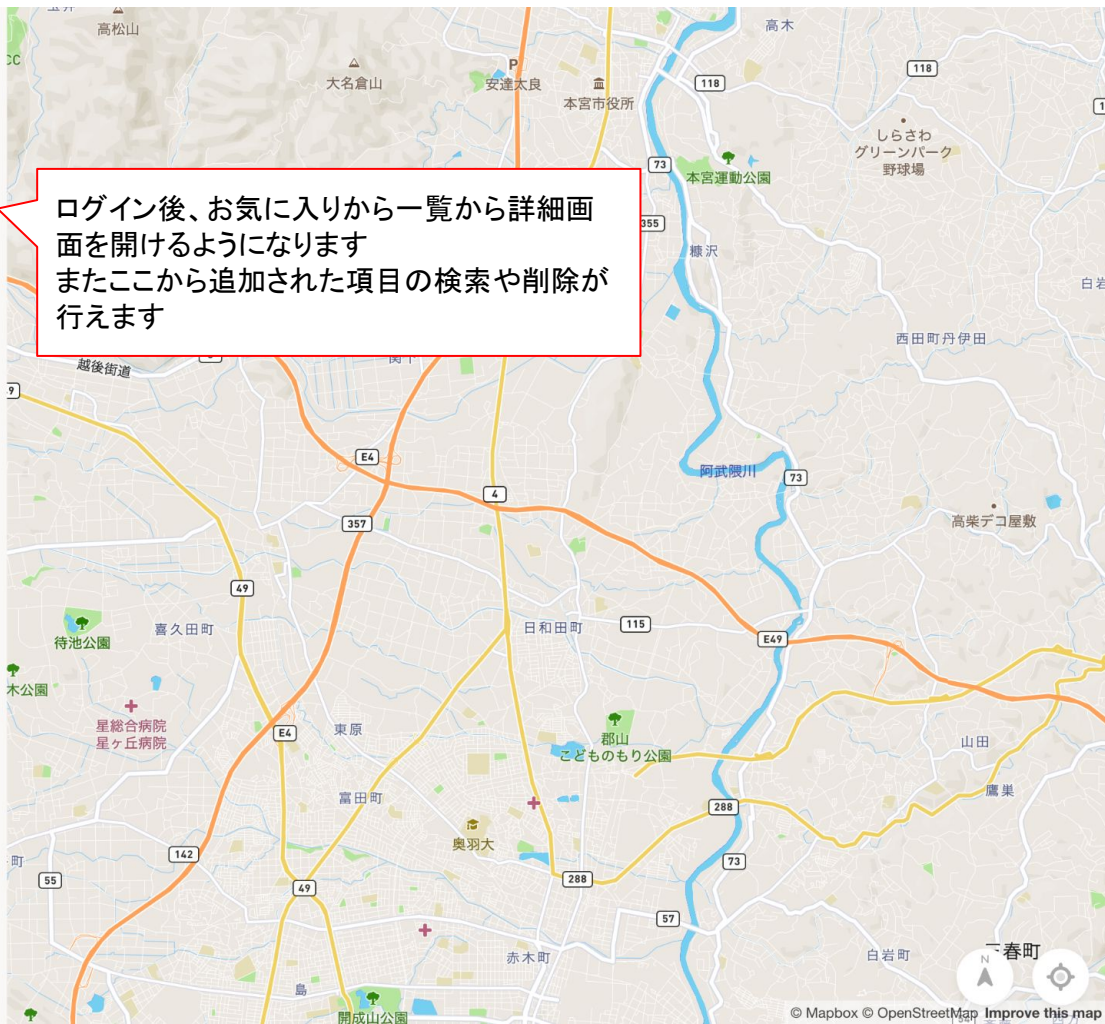 高松山
高木
CC
大名倉山
P
安達太良
本宮市役所
118
118
しらさわ
グリーンパーク
野球場
73
本宮運動公園
ログイン後、お気に入りから一覧から詳細画
面を開けるようになります
またここから追加された項目の検索や削除が
行えます
355
糠沢
白岩
西田町丹伊田
越後街道
9
E4
4
阿武隈川
73
357
高柴デコ屋敷
49
待池公園
喜久田町
日和田町
115
E49
木公園
星総合病院
星ヶ丘病院
E4
東原
郡山
こどものもり公園
山田
富田町
288
鷹巣
奥羽大
142
町
55
49
288
73
57
赤木町
白岩町
三春町
N
島
開成山公園
© Mapbox © OpenStreetMap Improve this map